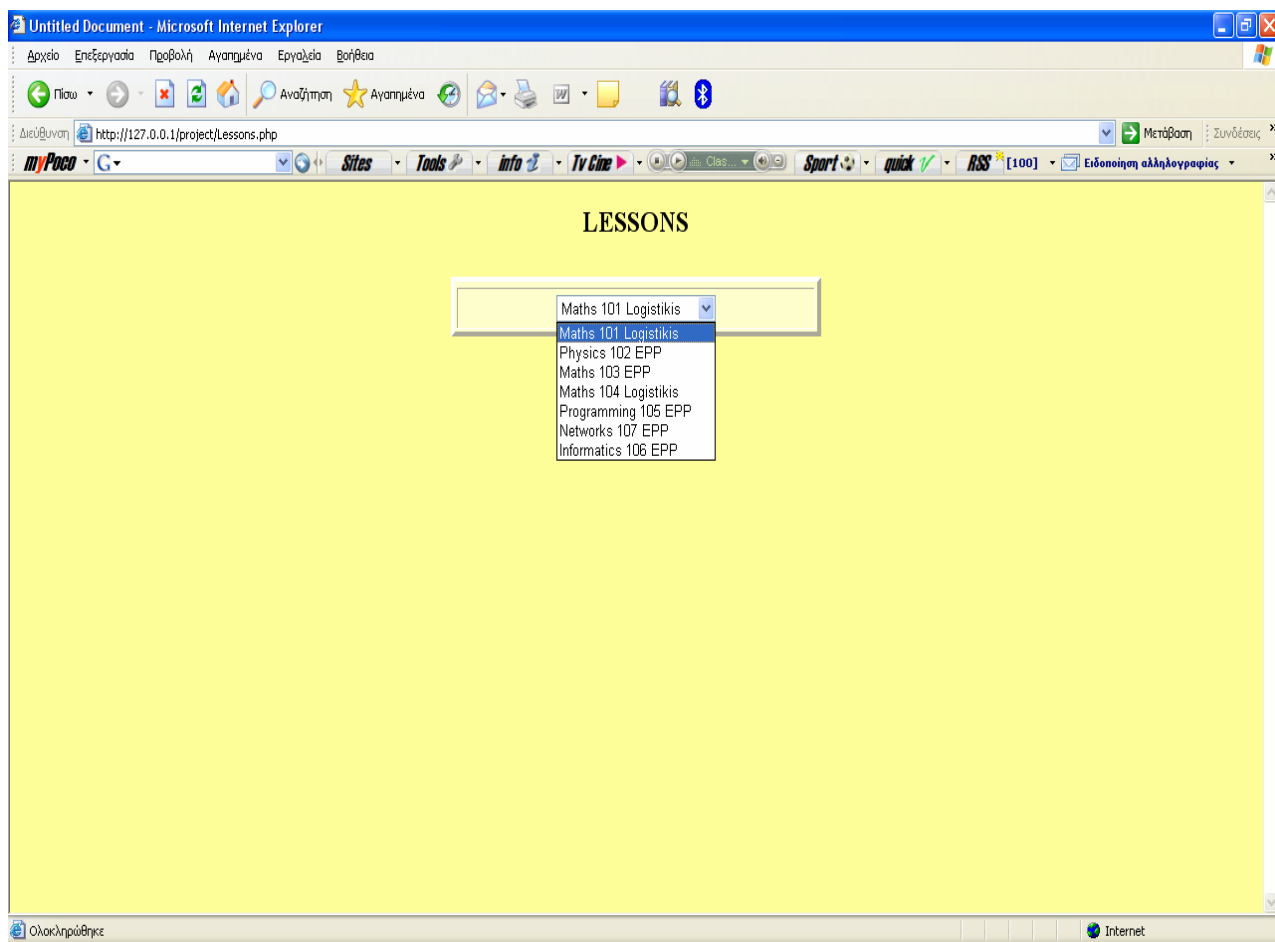 Untitled Document - Microsoft Internet Explorer
Αρχείο Επεξεργασία Προβολή Αγαπημένα Εργαλεία Βοήθεια
Πίσω Αναζήτηση Αγαπημένα W
Διεύθυνση http://127.0.0.1/project/Lessons.php Μετάβαση Συνδέσεις »
myPoco G Sites Tools info Tv Cine Clas... Sport quick RSS [100] Ειδοποίηση αλληλογραφίας »
LESSONS
Maths 101 Logistikis
Maths 101 Logistikis
Physics 102 EPP
Maths 103 EPP
Maths 104 Logistikis
Programming 105 EPP
Networks 107 EPP
Informatics 106 EPP
Ολοκληρώθηκε Internet